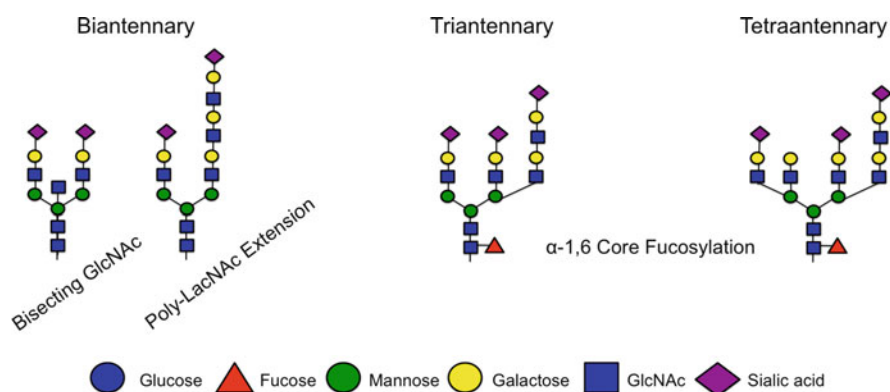 Biantennary
Triantennary
Tetraantennary
Bisecting GlcNAc
Poly-LacNAc Extension
α-1,6 Core Fucosylation
Glucose
Fucose
Mannose
Galactose
GlcNAc
Sialic acid